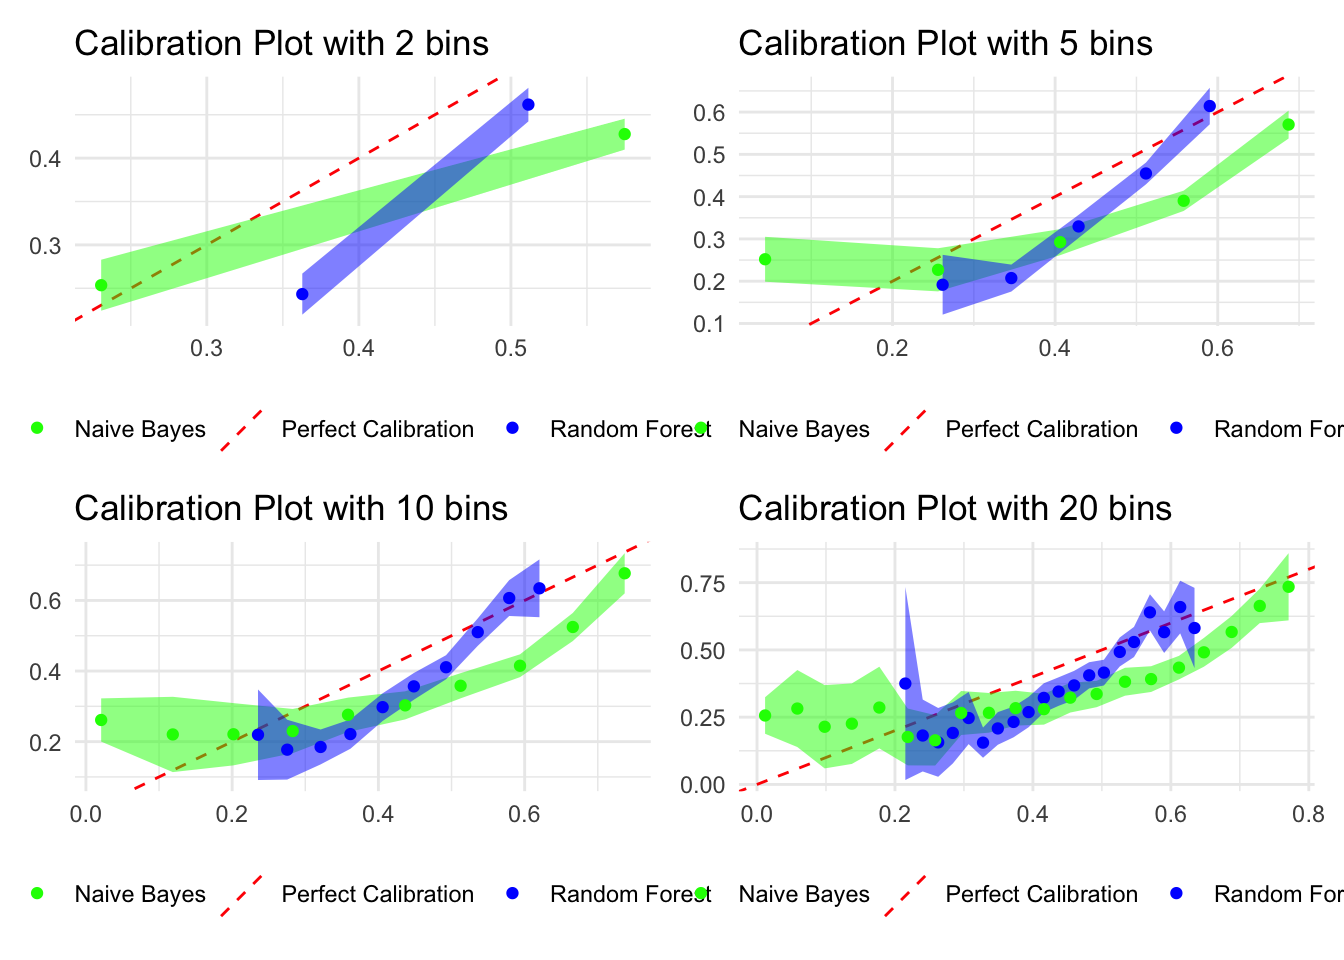 Calibration Plot with 2 bins
0.4
0.3
0.3 0.4 0.5
Naive Bayes Perfect Calibration Random Forest
Calibration Plot with 5 bins
0.6
0.5
0.4
0.3
0.2
0.1
0.2 0.4 0.6
Naive Bayes Perfect Calibration Random For
Calibration Plot with 10 bins
0.6
0.4
0.2
0.0 0.2 0.4 0.6
Naive Bayes Perfect Calibration Random Forest
Calibration Plot with 20 bins
0.75
0.50
0.25
0.00
0.0 0.2 0.4 0.6 0.8
Naive Bayes Perfect Calibration Random For